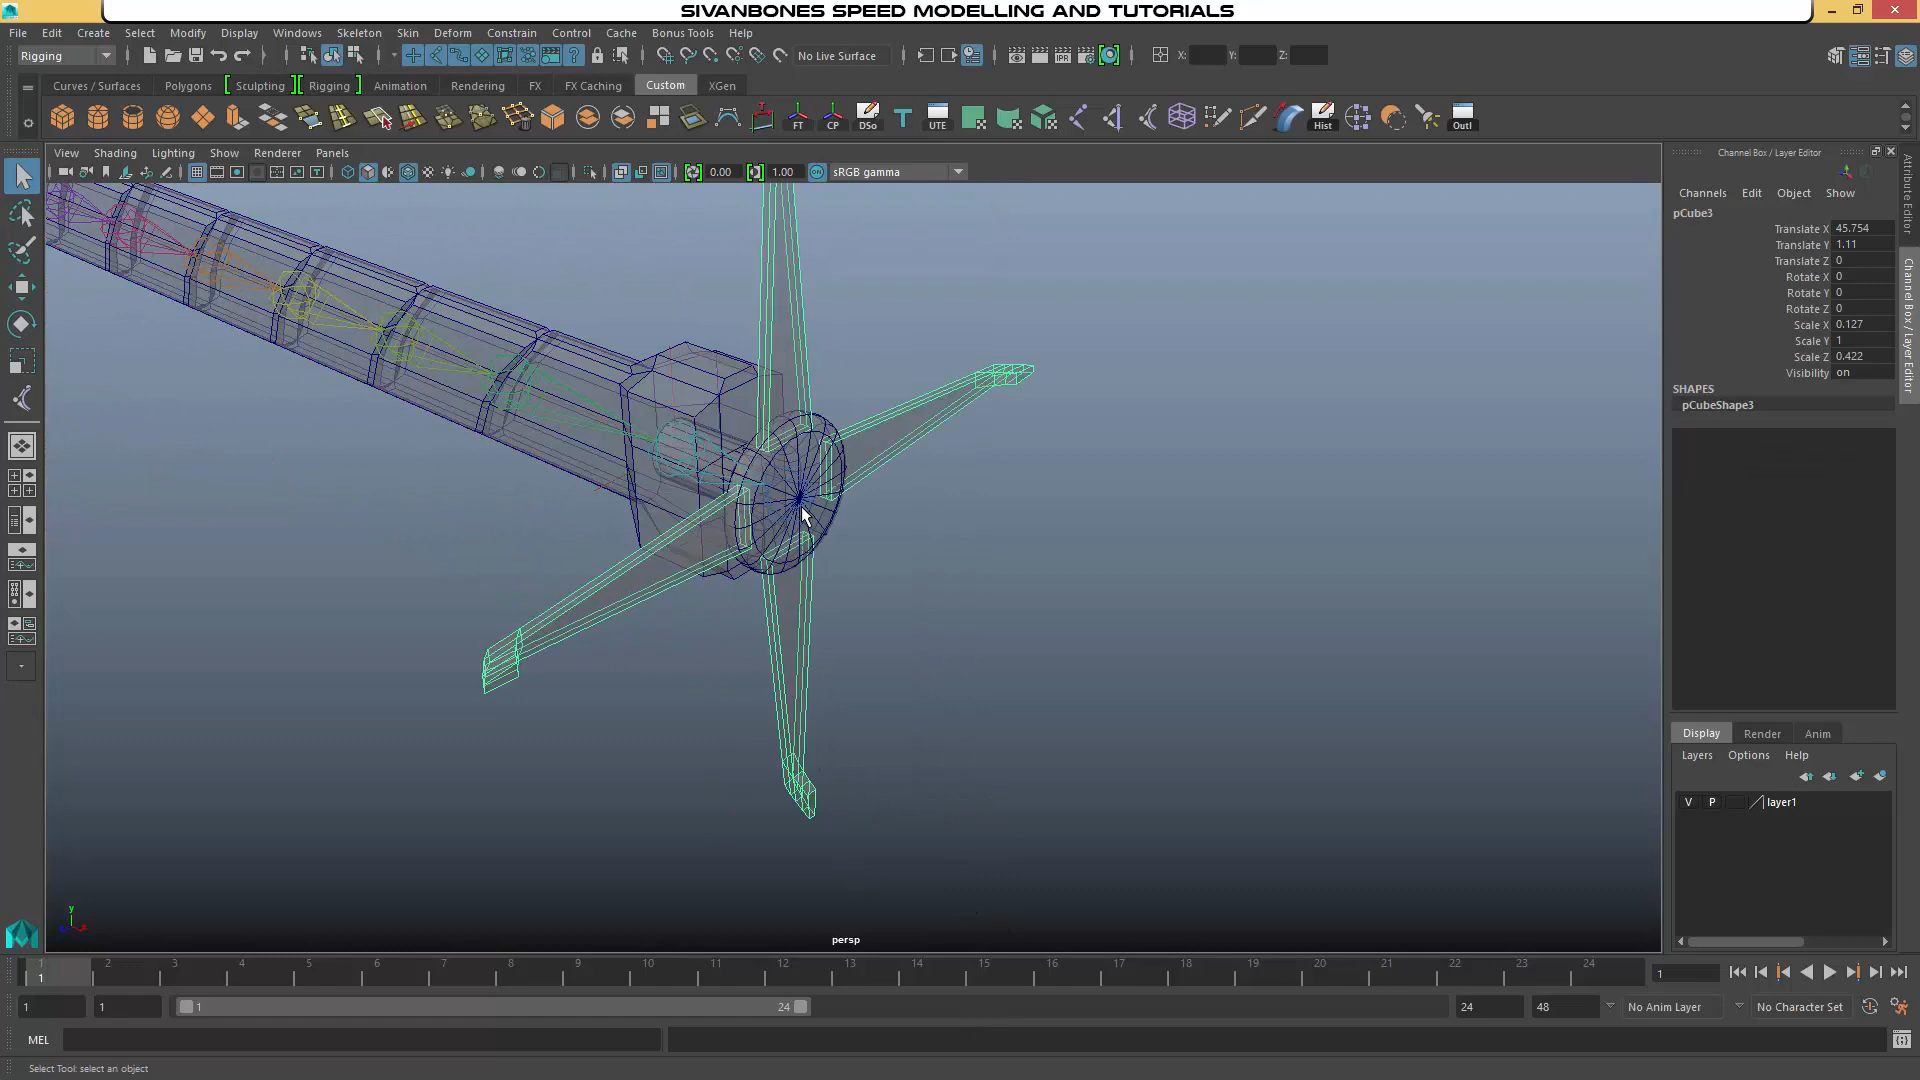 SIVANBONES SPEED MODELLING AND TUTORIALS
File Edit Create Select Modify Display Windows Skeleton Skin Deform Constrain Control Cache Bonus Tools Help
Rigging No Live Surface X: Y: Z:
Curves / Surfaces Polygons Sculpting Rigging Animation Rendering FX FX Caching Custom XGen
FT CP DSo UTE Hist Outl
View Shading Lighting Show Renderer Panels
0.00 1.00 sRGB gamma
Channel Box / Layer Editor
Channels Edit Object Show
pCube3
Translate X 45.754
Translate Y 1.11
Translate Z 0
Rotate X 0
Rotate Y 0
Rotate Z 0
Scale X 0.127
Scale Y 1
Scale Z 0.422
Visibility on
SHAPES
pCubeShape3
Attribute Editor
Channel Box / Layer Editor
Display Render Anim
Layers Options Help
V P layer1
y
persp
1 2 3 4 5 6 7 8 9 10 11 12 13 14 15 16 17 18 19 20 21 22 23 24
1 1
1 1 1 24 24 48 No Anim Layer No Character Set
MEL
Select Tool: select an object